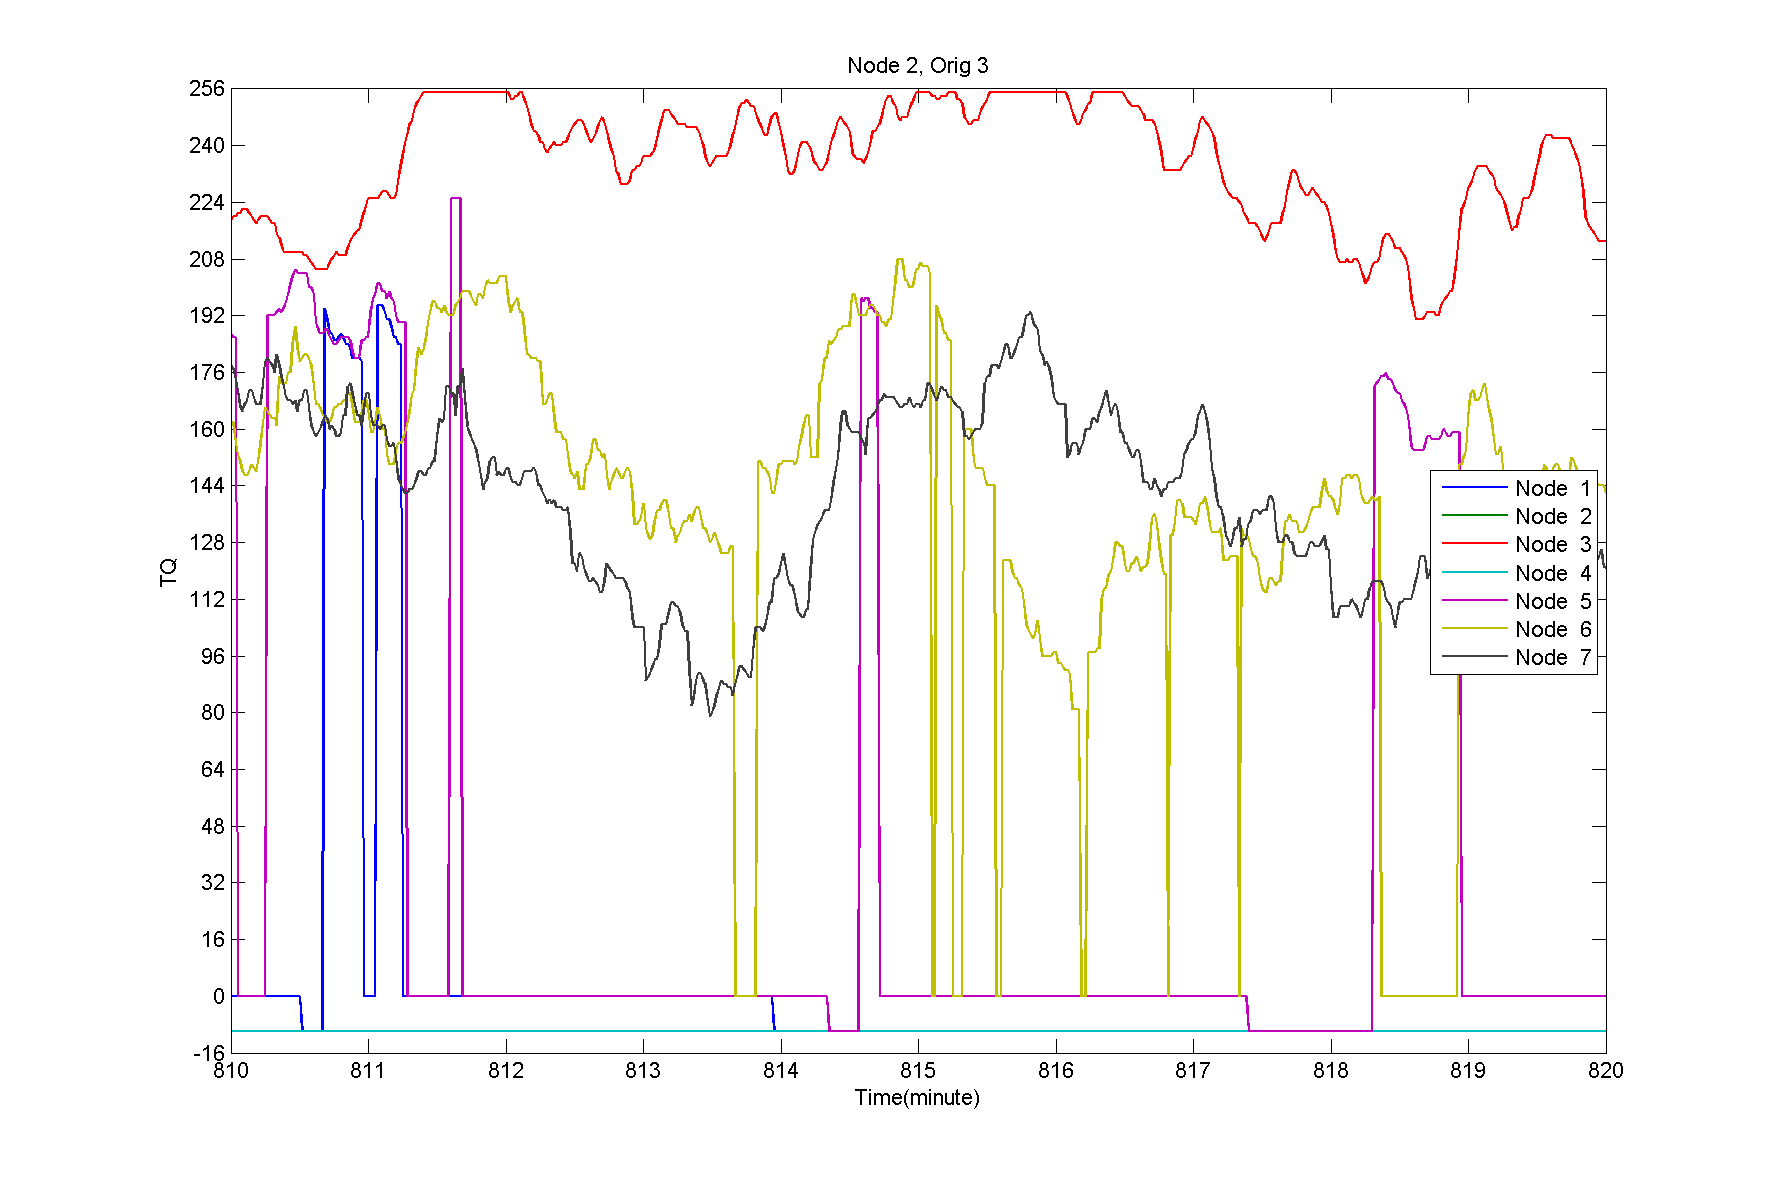 Node 2, Orig 3
256
240
224
208
192
176
160
144
128
112
96
80
64
48
32
16
0
-16
TQ
Node 1
Node 2
Node 3
Node 4
Node 5
Node 6
Node 7
810 811 812 813 814 815 816 817 818 819 820
Time(minute)